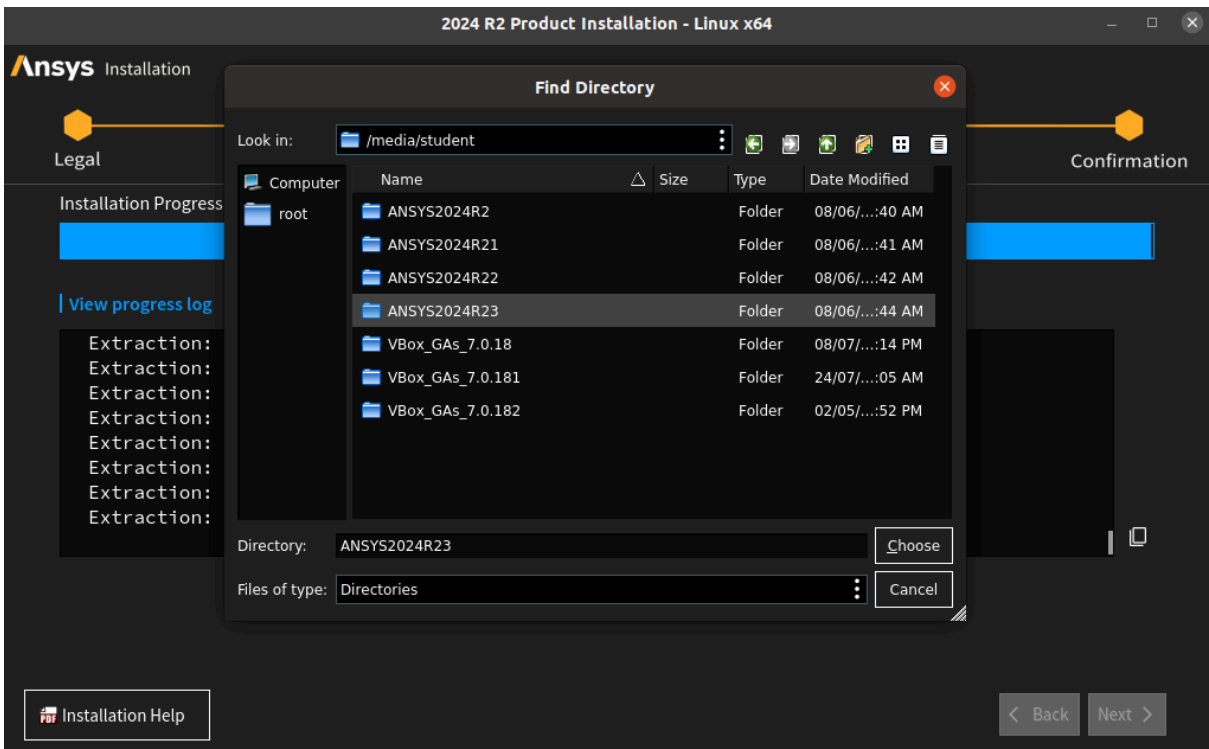 2024 R2 Product Installation - Linux x64
Ansys Installation
Find Directory
Legal
Confirmation
Look in: /media/student
Computer
root
Name Size Type Date Modified
ANSYS2024R2 Folder 08/06/...:40 AM
ANSYS2024R21 Folder 08/06/...:41 AM
ANSYS2024R22 Folder 08/06/...:42 AM
ANSYS2024R23 Folder 08/06/...:44 AM
VBox_GAs_7.0.18 Folder 08/07/...:14 PM
VBox_GAs_7.0.181 Folder 24/07/...:05 AM
VBox_GAs_7.0.182 Folder 02/05/...:52 PM
Directory: ANSYS2024R23 Choose
Files of type: Directories Cancel
Installation Progress
View progress log
Extraction:
Extraction:
Extraction:
Extraction:
Extraction:
Extraction:
Extraction:
Extraction:
PDF Installation Help
< Back Next >